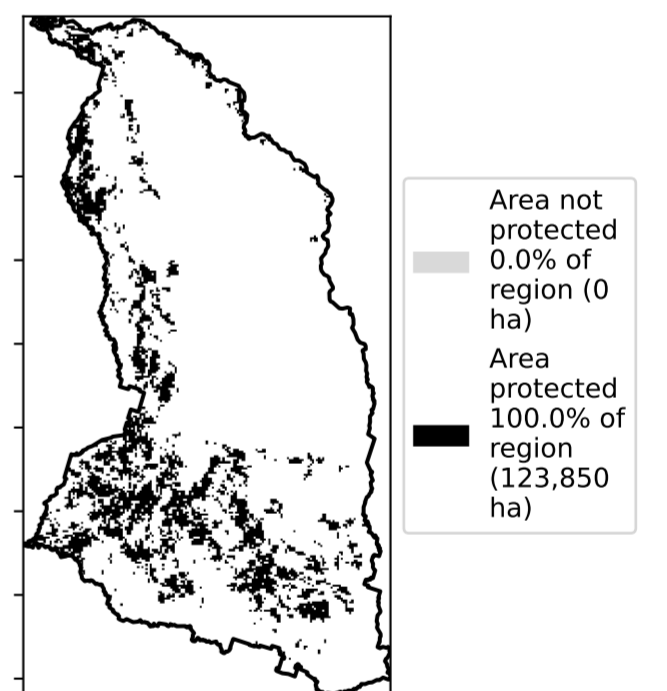 Area not
protected
0.0% of
region (0
ha)
Area
protected
100.0% of
region
(123,850
ha)